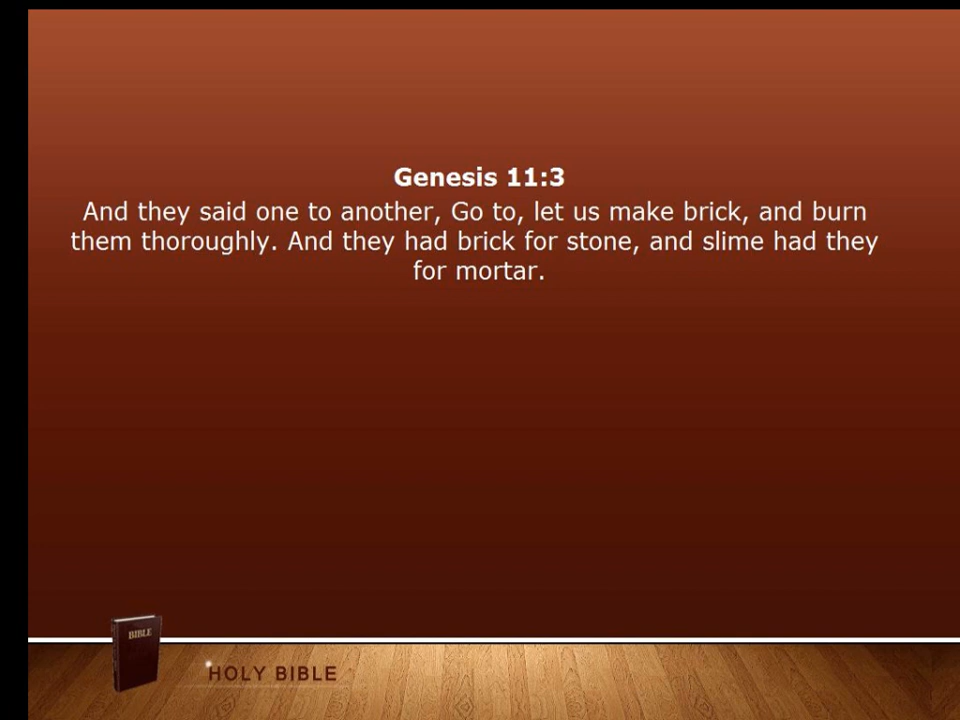 Genesis 11:3
And they said one to another, Go to, let us make brick, and burn
them thoroughly. And they had brick for stone, and slime had they
for mortar.
BIBLE
HOLY BIBLE